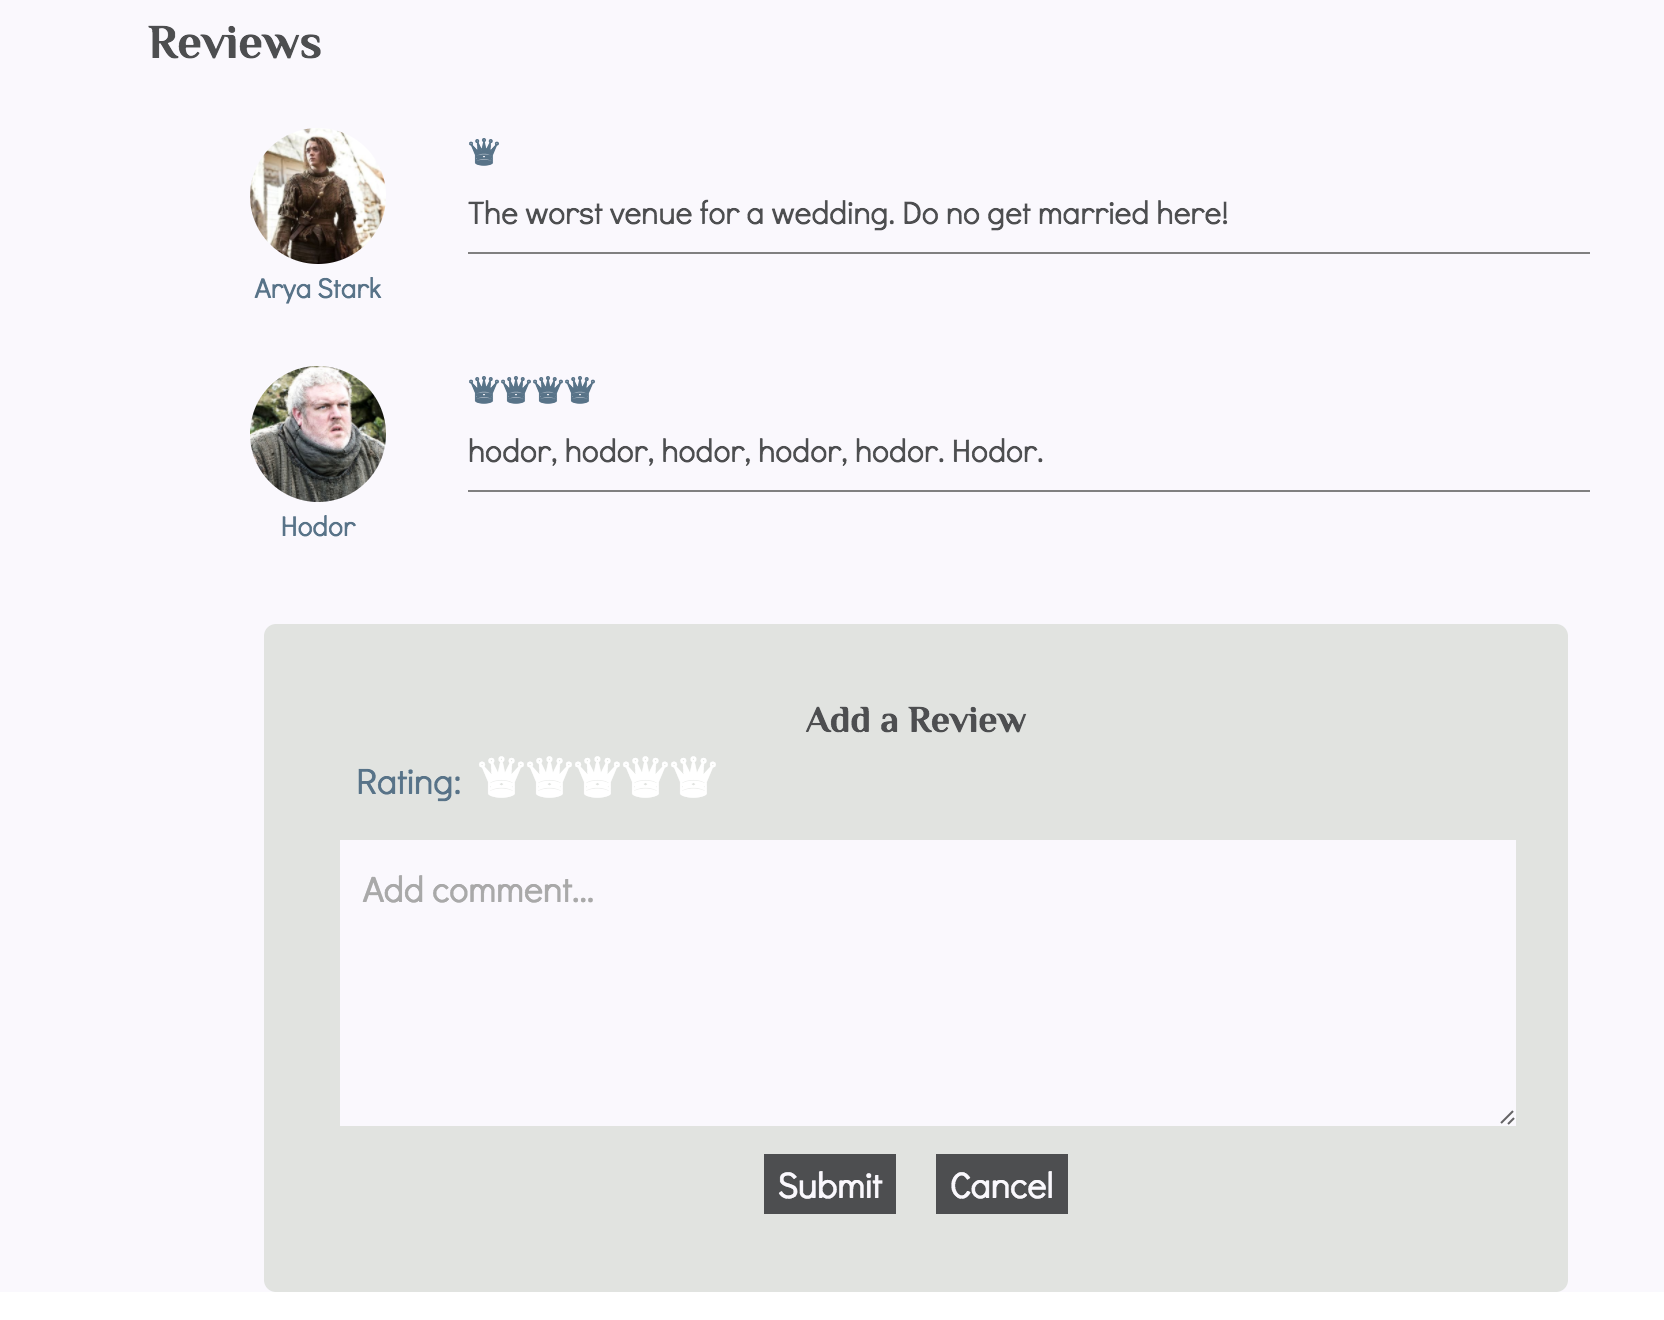 Reviews
The worst venue for a wedding. Do no get married here!
Arya Stark
hodor, hodor, hodor, hodor, hodor. Hodor.
Hodor
Add a Review
Rating:
Add comment...
Submit Cancel